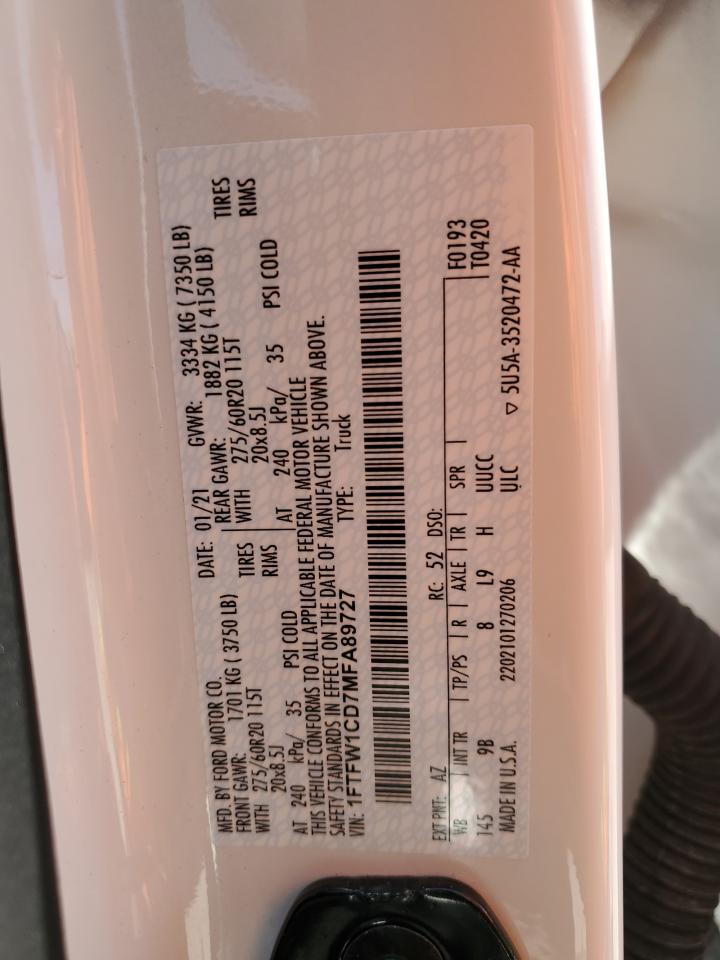 MFD. BY FORD MOTOR CO.
DATE: 01/21 GVWR: 3334 KG ( 7350 LB)
FRONT GAWR: 1701 KG ( 3750 LB) REAR GAWR: 1882 KG ( 4150 LB)
WITH 275/60R20 115T TIRES WITH 275/60R20 115T TIRES
20x8.5J RIMS 20x8.5J RIMS
AT 240 kPa/ 35 PSI COLD AT 240 kPa/ 35 PSI COLD
THIS VEHICLE CONFORMS TO ALL APPLICABLE FEDERAL MOTOR VEHICLE
SAFETY STANDARDS IN EFFECT ON THE DATE OF MANUFACTURE SHOWN ABOVE.
VIN: 1FTFW1CD7MFA89727 TYPE: Truck
EXT PNT: AZ RC: 52 DSO: F0193
WB INT TR TP/PS R AXLE TR SPR T0420
145 9B 8 L9 H UUCC
MADE IN U.S.A. 2202101270206 ULC ▽ 5U5A-3520472-AA